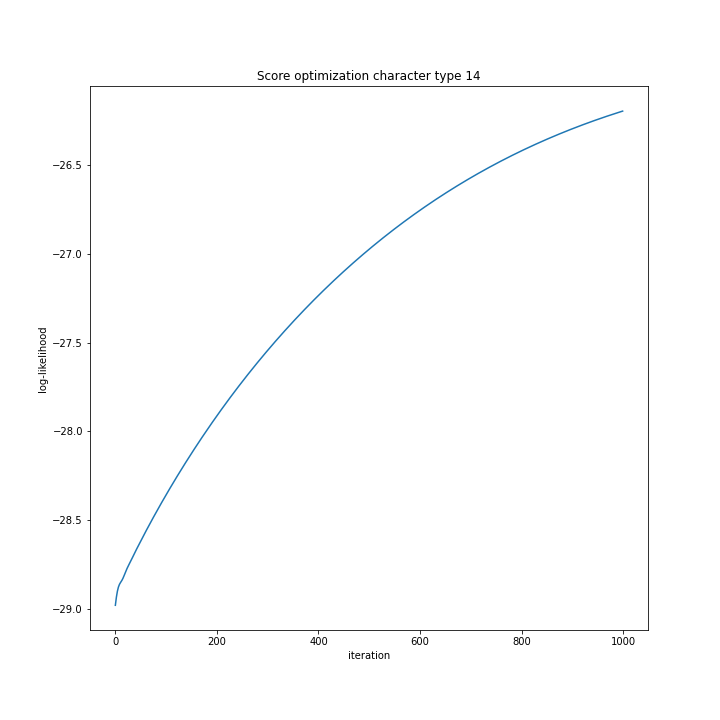 Score optimization character type 14
log-likelihood
−26.5
−27.0
−27.5
−28.0
−28.5
−29.0
0 200 400 600 800 1000
iteration